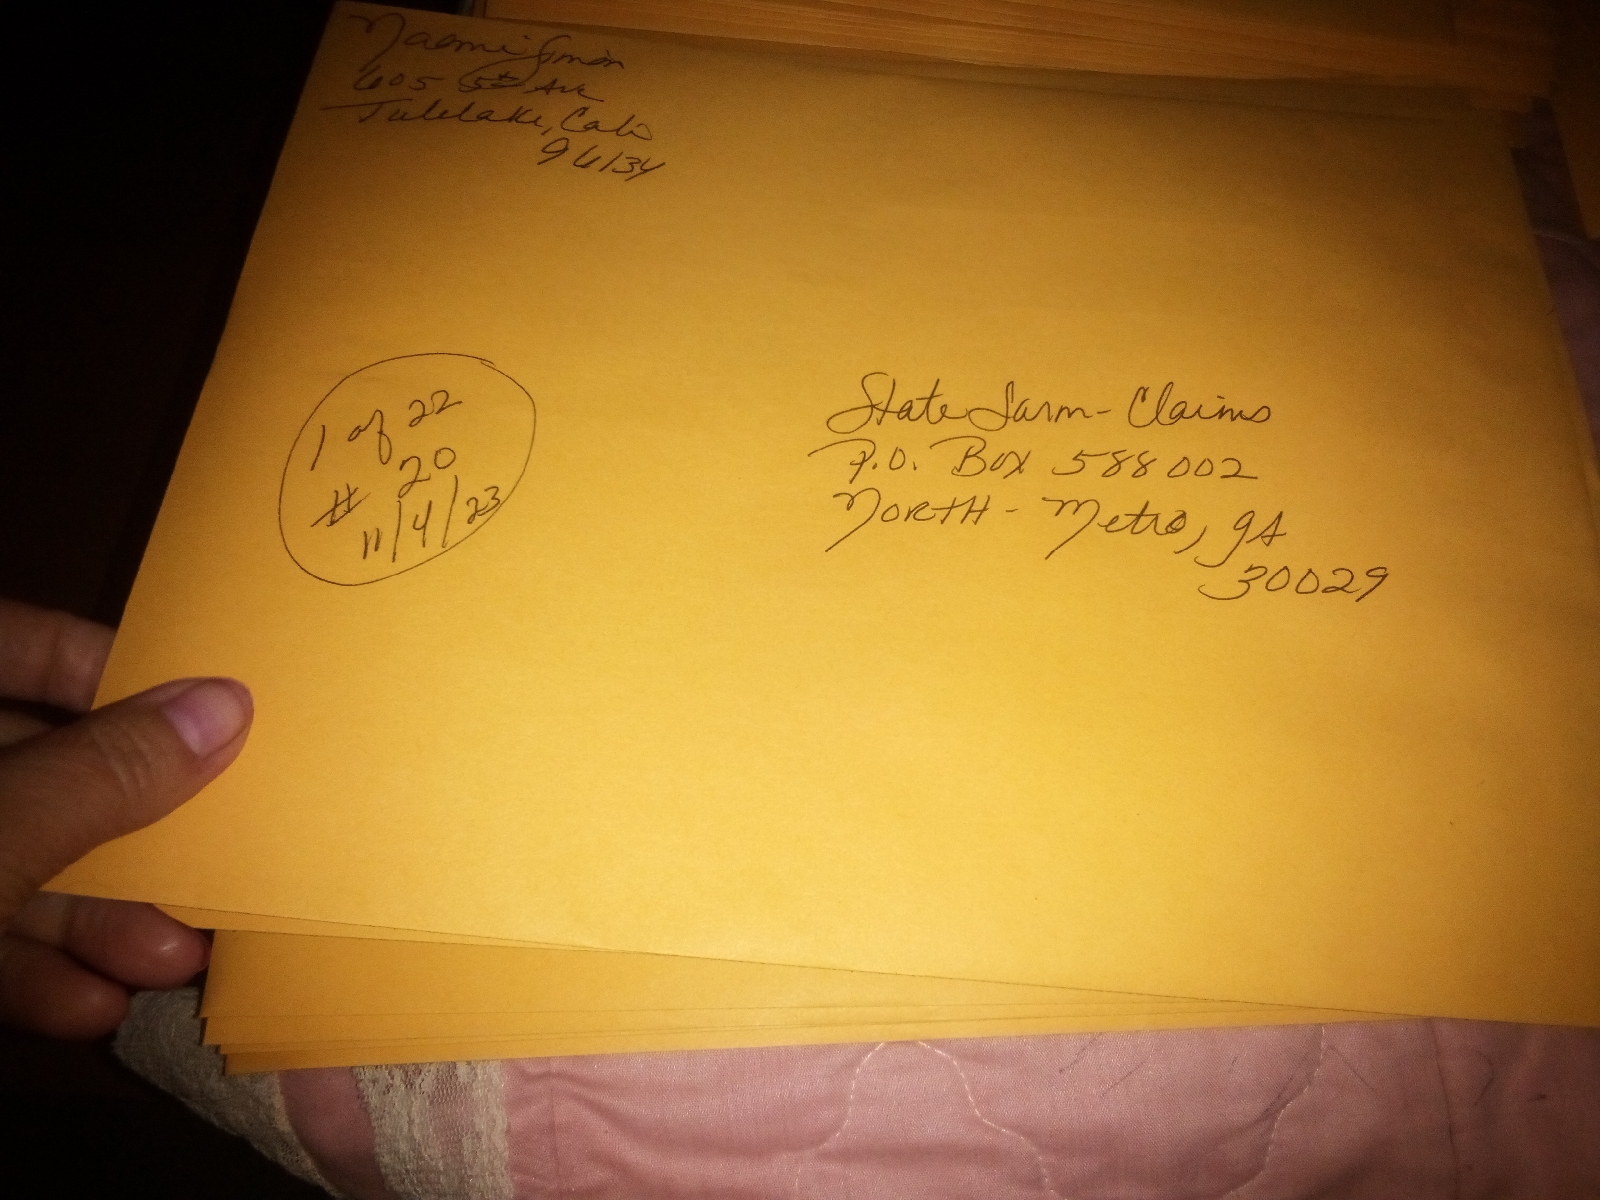 Naomi
605 5th Ave
Tulelake, Cali
96134
1 of 22
# 20
11/4/23
State Farm - Claims
P.O. Box 588002
North - Metro, GA
30029